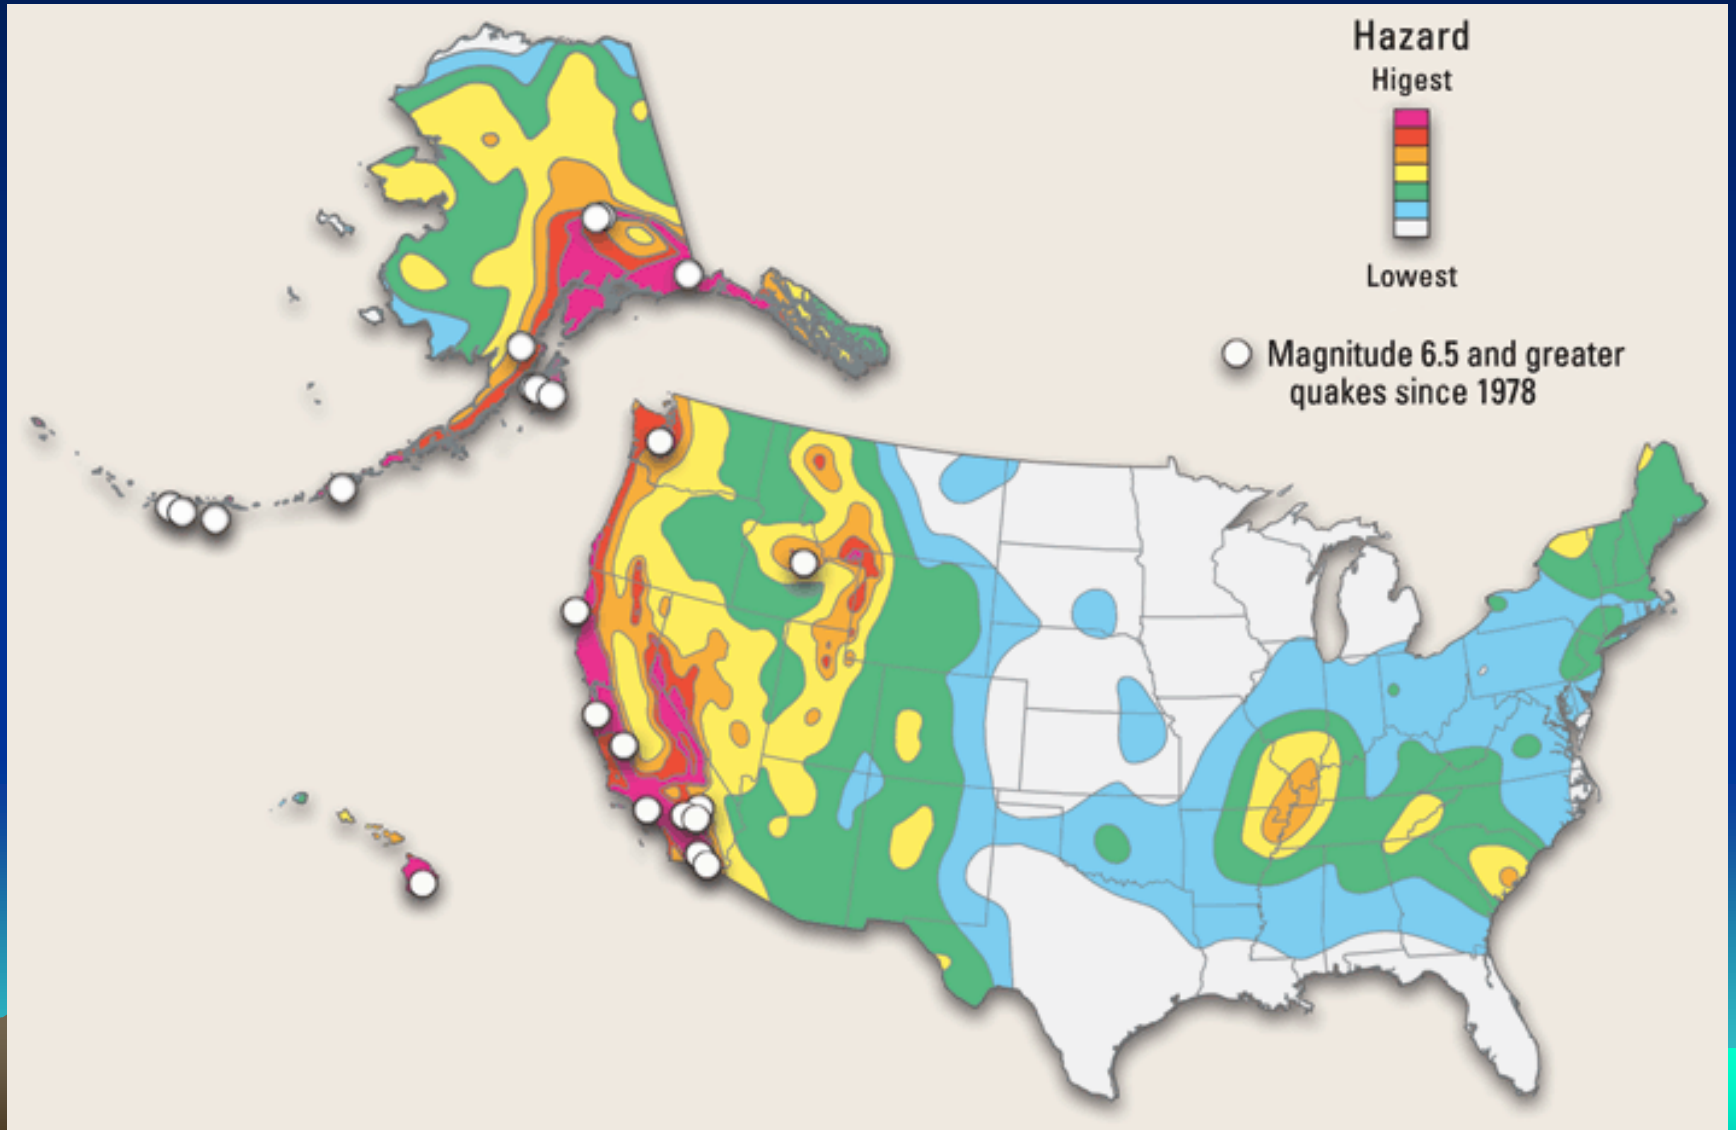 Hazard
Higest
Lowest
Magnitude 6.5 and greater
quakes since 1978